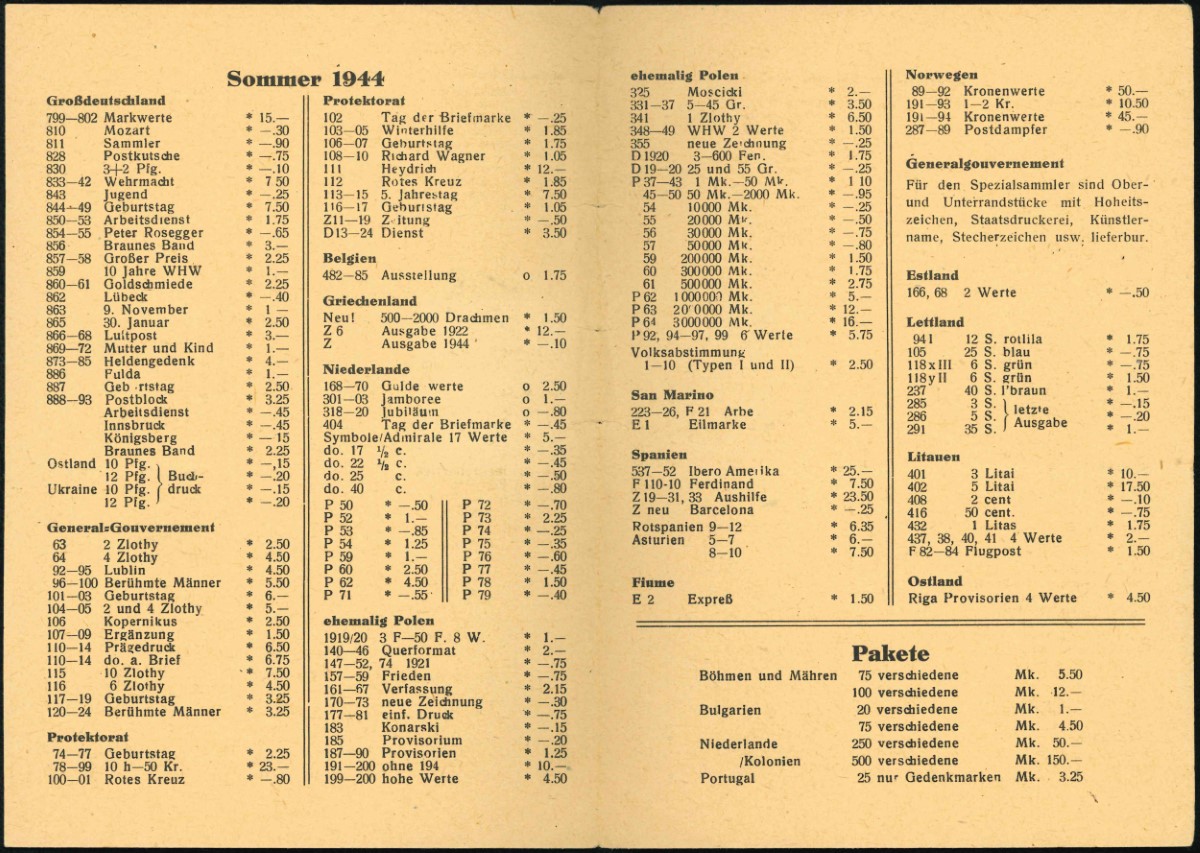 Sommer 1944
Großdeutschland
799—802 Markwerte * 15.—
810 Mozart * —.30
811 Sammler * —.90
828 Postkutsche * —.75
830 3+2 Pfg. * —.10
833—42 Wehrmacht * 7 50
843 Jugend * —.20
844—49 Geburtstag * 7.50
850—53 Arbeitsdienst * 1.75
854—55 Peter Rosegger * —.65
856 Braunes Band * 3.—
857—58 Großer Preis * 2.25
859 10 Jahre WHW * 1.—
860—61 Goldschmiede * 2.25
862 Lübeck * —.40
863 9. November * 1 —
865 30. Januar * 2.50
866—68 Luftpost * 3.—
869—72 Mutter und Kind * 1.—
873—85 Heldengedenk * 4.—
886 Fulda * 1.—
887 Geb rtstag * 2.50
888—93 Postblock * 3.25
Arbeitsdienst * —.45
Innsbruck * —.45
Königsberg * — 15
Braunes Band * 2.25
Ostland 10 Pfg. * —,15
12 Pfg. Buch- * —.20
Ukraine 10 Pfg. druck * —.15
12 Pfg. * —.20
General=Gouvernement
63 2 Zlothy * 2.50
64 4 Zlothy * 4.50
92—95 Lublin * 4.50
96—100 Berühmte Männer * 5.50
101—03 Geburtstag * 6.—
104—05 2 und 4 Zlothy * 5.—
106 Kopernikus * 2.50
107—09 Ergänzung * 1.50
110—14 Prägedruck * 6.50
110—14 do. a. Brief * 6.75
115 10 Zlothy * 7.50
116 6 Zlothy * 4.50
117—19 Geburtstag * 3.25
120—24 Berühmte Männer * 3.25
Protektorat
74—77 Geburtstag * 2.25
78—99 10 h—50 Kr. * 23.—
100—01 Rotes Kreuz * —.80
Protektorat
102 Tag der Briefmarke * —.25
103—05 Winterhilfe * 1.85
106—07 Geburtstag * 1.75
108—10 Richard Wagner * 1.05
111 Heydrich * 12.—
112 Rotes Kreuz * 1.85
113—15 5. Jahrestag * 7.50
116—17 Geburtstag * 1.05
Z11—19 Zeitung * —.50
D13—24 Dienst * 3.50
Belgien
482—85 Ausstellung o 1.75
Griechenland
Neu! 500—2000 Drachmen * 1.50
Z 6 Ausgabe 1922 * 12.—
Z Ausgabe 1944 * —.10
Niederlande
168—70 Gulde werte o 2.50
301—03 Jamboree o 1.—
318—20 Jubiläum o —.80
404 Tag der Briefmarke * —.45
Symbole/Admirale 17 Werte * 5.—
do. 17 ½ c. * —.35
do. 22 ½ c. * —.45
do. 25 c. * —.50
do. 40 c. * —.80
P 50 * —.50 P 72 * —.70
P 52 * 1.— P 73 * 2.25
P 53 * —.85 P 74 * —.25
P 54 * 1.25 P 75 * —.35
P 59 * 1.— P 76 * —.60
P 60 * 2.50 P 77 * —.45
P 62 * 4.50 P 78 * 1.50
P 71 * —.55 P 79 * —.40
ehemalig Polen
1919/20 3 F—50 F. 8 W. * 1.—
140—46 Querformat * 2.—
147—52, 74 1921 * —.75
157—59 Frieden * —.75
161—67 Verfassung * 2.15
170—73 neue Zeichnung * —.30
177—81 einf. Druck * —.75
183 Konarski * —.15
185 Provisorium * —.20
187—90 Provisorien * 1.25
191—200 ohne 194 * 10.—
199—200 hohe Werte * 4.50
ehemalig Polen
325 Moscicki * 2.—
331—37 5—45 Gr. * 3.50
341 1 Zlothy * 6.50
348—49 WHW 2 Werte * 1.50
355 neue Zeichnung * —.25
D 1920 3—600 Fen. * 1.75
D 19—20 25 und 55 Gr. * —.25
P 37—43 1 Mk.—50 Mk. * 1 10
45—50 50 Mk.—2000 Mk. * —.95
54 10000 Mk. * —.25
55 20000 Mk. * —.50
56 30000 Mk. * —.75
57 50000 Mk. * —.80
59 200000 Mk. * 1.50
60 300000 Mk. * 1.75
61 500000 Mk. * 2.75
P 62 1000000 Mk. * 5.—
P 63 20'0000 Mk. * 12.—
P 64 3000000 Mk. * 16.—
P 92, 94—97, 99 6 Werte * 5.75
Volksabstimmung
1—10 (Typen I und II) * 2.50
San Marino
223—26, F 21 Arbe * 2.15
E 1 Eilmarke * 5.—
Spanien
537—52 Ibero Amerika * 25.—
F 110-10 Ferdinand * 7.50
Z 19—31, 33 Aushilfe * 23.50
Z neu Barcelona * —.25
Rotspanien 9—12 * 6.35
Asturien 5—7 * 6.—
8—10 * 7.50
Fiume
E 2 Expreß * 1.50
Norwegen
89—92 Kronenwerte * 50.—
191—93 1—2 Kr. * 10.50
191—94 Kronenwerte * 45.—
287—89 Postdampfer * —.90
Generalgouvernement
Für den Spezialsammler sind Ober-
und Unterrandstücke mit Hoheits-
zeichen, Staatsdruckerei, Künstler-
name, Stecherzeichen usw. lieferbur.
Estland
166, 68 2 Werte * —.50
Lettland
941 12 S. rotlila * 1.75
105 25 S. blau * —.75
118 x III 6 S. grün * —.75
118 y II 6 S. grün * 1.50
237 40 S. l'braun * 1.—
285 3 S. letzte * —.15
286 5 S. Ausgabe * —.20
291 35 S. * 1.—
Litauen
401 3 Litai * 10.—
402 5 Litai * 17.50
408 2 cent * —.10
416 50 cent. * —.75
432 1 Litas * 1.75
437, 38, 40, 41 4 Werte * 2.—
F 82—84 Flugpost * 1.50
Ostland
Riga Provisorien 4 Werte * 4.50
Pakete
Böhmen und Mähren 75 verschiedene Mk. 5.50
100 verschiedene Mk. 12.—
Bulgarien 20 verschiedene Mk. 1.—
75 verschiedene Mk. 4.50
Niederlande 250 verschiedene Mk. 50.—
/Kolonien 500 verschiedene Mk. 150.—
Portugal 25 nur Gedenkmarken Mk. 3.25